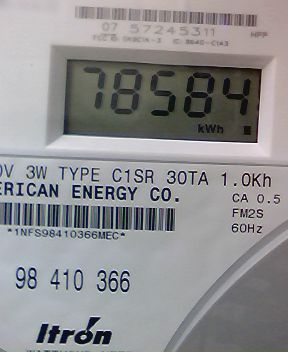 07 57245311
78584
kWh
0V 3W TYPE C1SR 30TA 1.0Kh
ERICAN ENERGY CO.
CA 0.5
FM2S
60Hz
*1NFS98410366MEC*
98 410 366
Itrón